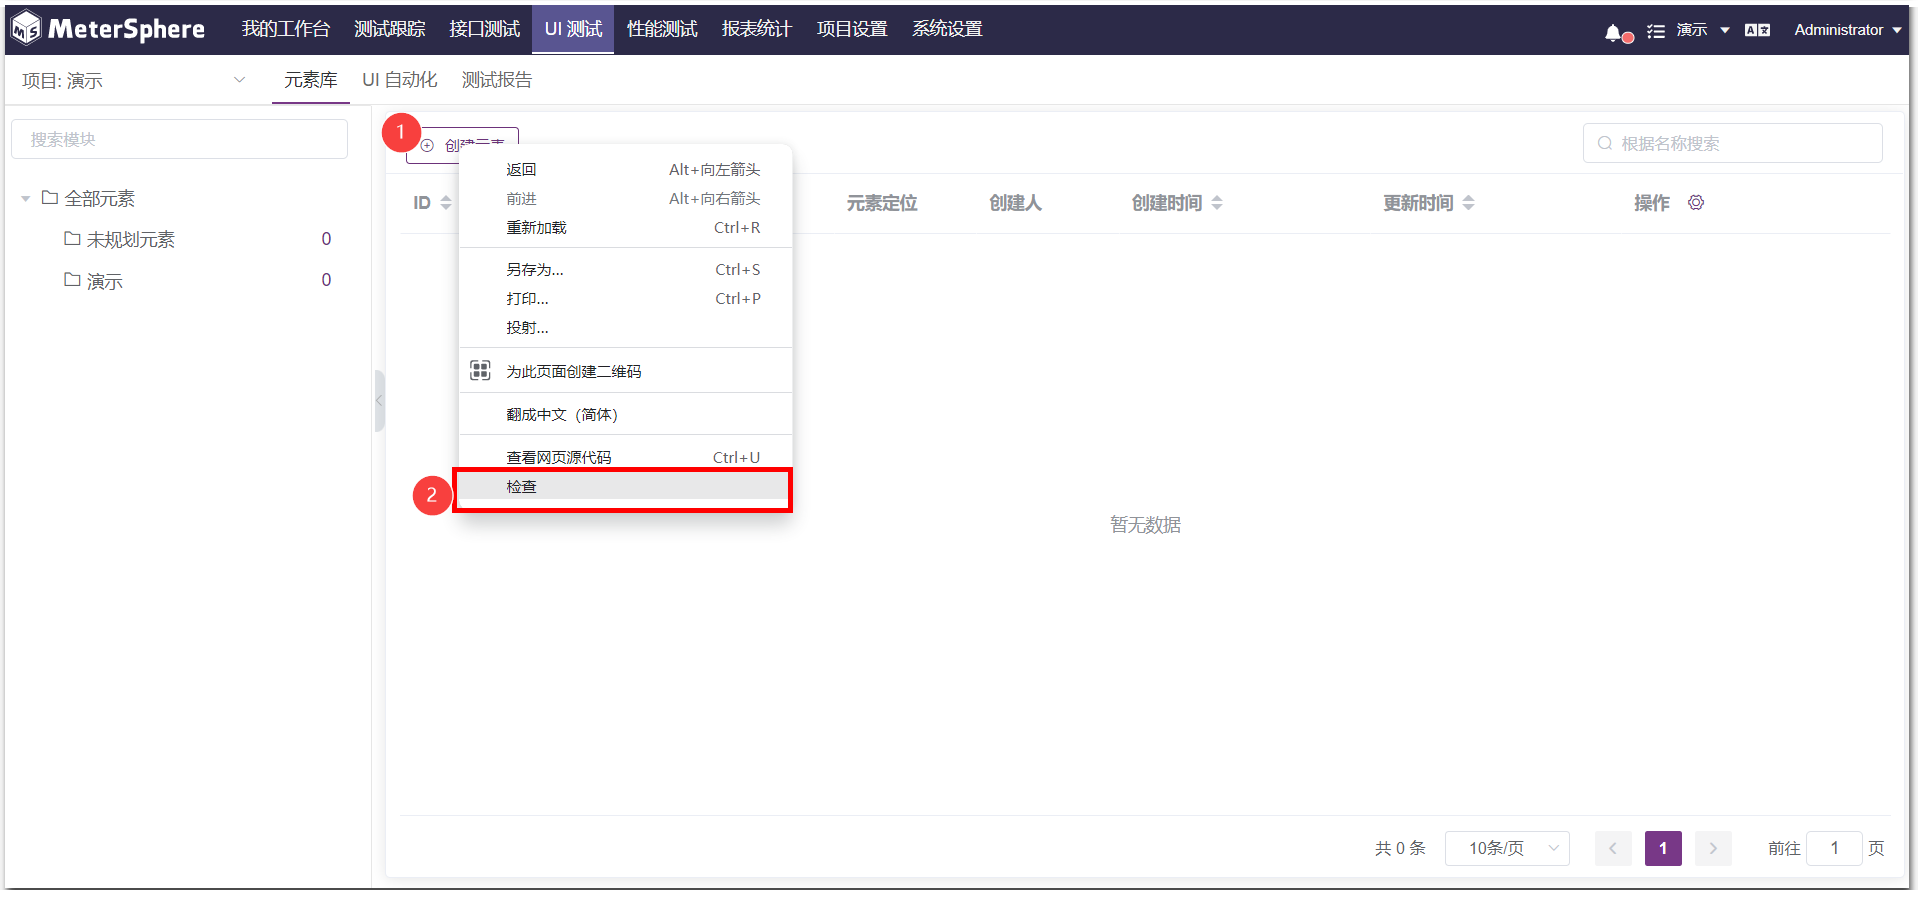 MeterSphere 我的工作台 测试跟踪 接口测试 UI 测试 性能测试 报表统计 项目设置 系统设置 演示 Administrator
项目: 演示 元素库 UI 自动化 测试报告
搜索模块
1 创建元素
根据名称搜索
全部元素
未规划元素 0
演示 0
ID 元素定位 创建人 创建时间 更新时间 操作
返回 Alt+向左箭头
前进 Alt+向右箭头
重新加载 Ctrl+R
另存为... Ctrl+S
打印... Ctrl+P
投射...
为此页面创建二维码
翻成中文（简体）
查看网页源代码 Ctrl+U
2 检查
暂无数据
共 0 条 10条/页 1 前往 1 页